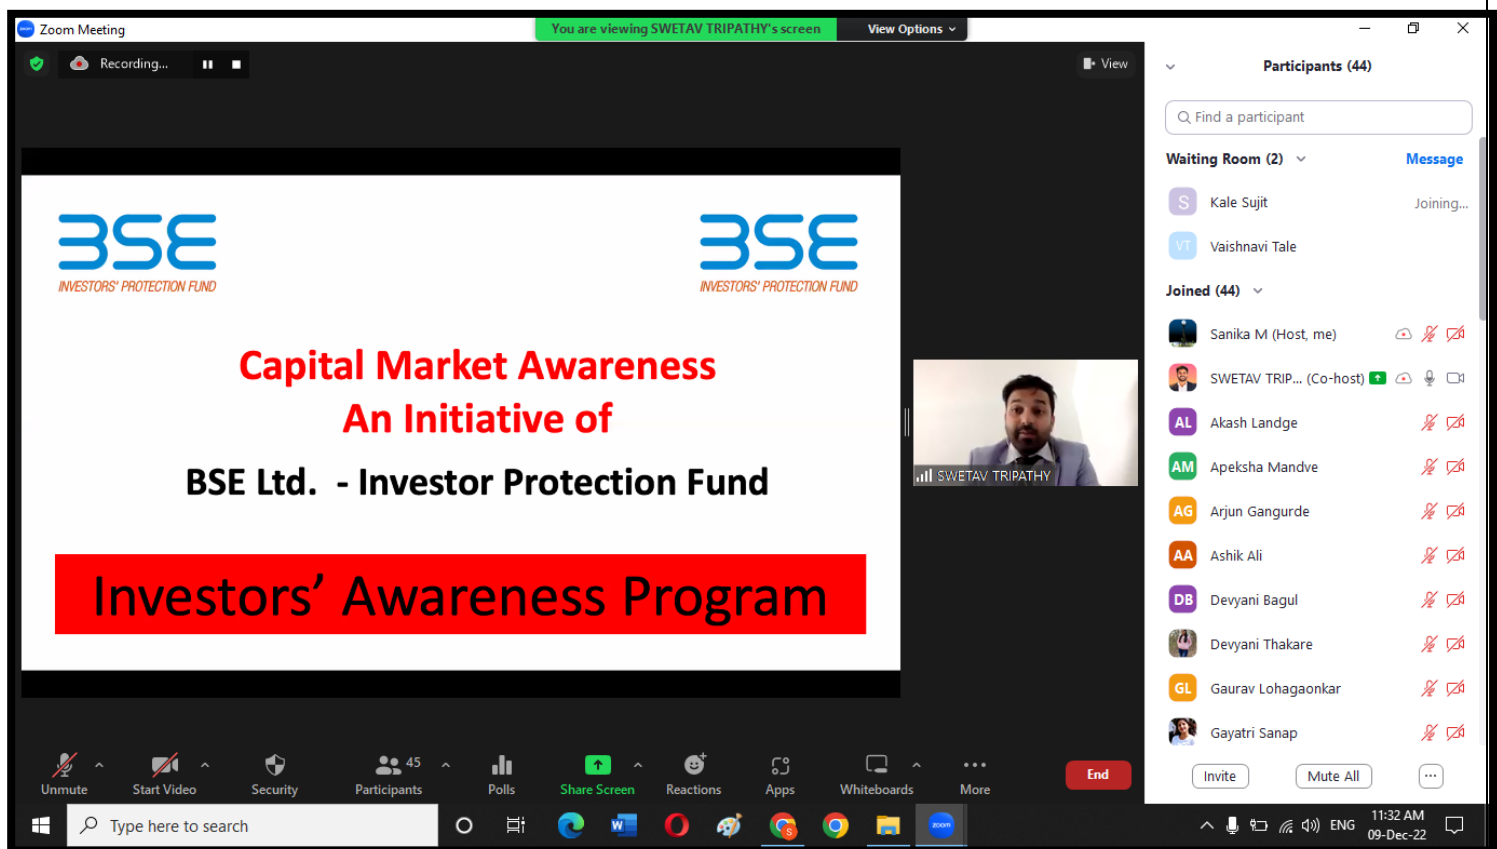 Zoom Meeting
You are viewing SWETAV TRIPATHY's screen
View Options
Recording...
View
BSE
INVESTORS' PROTECTION FUND
BSE
INVESTORS' PROTECTION FUND
Capital Market Awareness
An Initiative of
BSE Ltd. - Investor Protection Fund
Investors’ Awareness Program
SWETAV TRIPATHY
Participants (44)
Find a participant
Waiting Room (2)
Message
S
Kale Sujit
Joining...
VT
Vaishnavi Tale
Joined (44)
Sanika M (Host, me)
SWETAV TRIP... (Co-host)
AL
Akash Landge
AM
Apeksha Mandve
AG
Arjun Gangurde
AA
Ashik Ali
DB
Devyani Bagul
Devyani Thakare
GL
Gaurav Lohagaonkar
Gayatri Sanap
Invite
Mute All
Unmute
Start Video
Security
45
Participants
Polls
Share Screen
Reactions
Apps
Whiteboards
More
End
Type here to search
W
S
zoom
ENG
11:32 AM
09-Dec-22